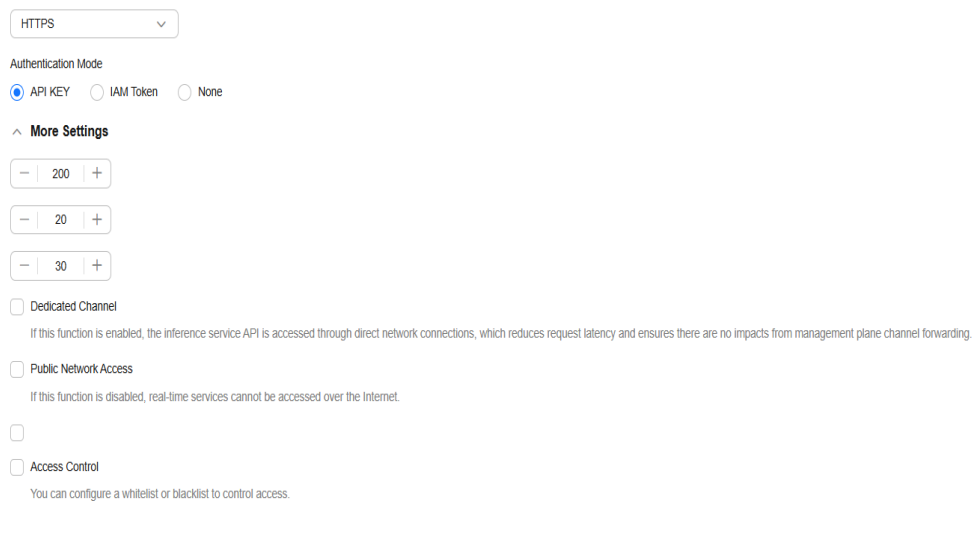 HTTPS
Authentication Mode
API KEY IAM Token None
More Settings
200
20
30
Dedicated Channel
If this function is enabled, the inference service API is accessed through direct network connections, which reduces request latency and ensures there are no impacts from management plane channel forwarding.
Public Network Access
If this function is disabled, real-time services cannot be accessed over the Internet.
Access Control
You can configure a whitelist or blacklist to control access.